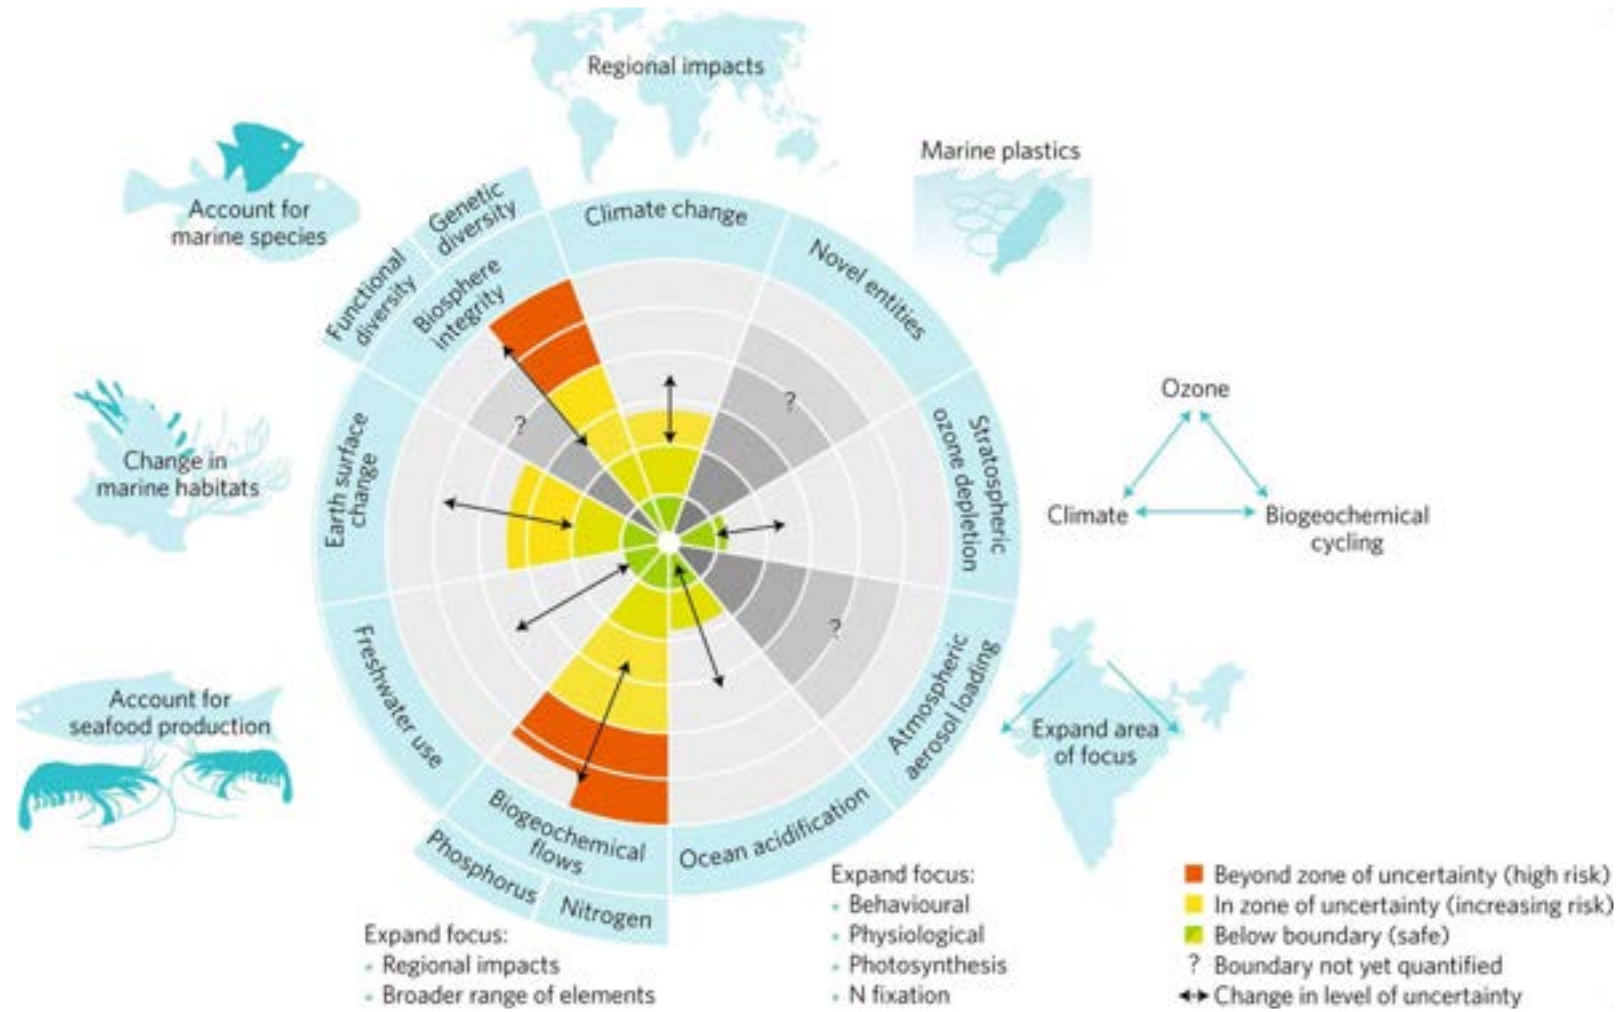 Regional impacts
Marine plastics
Account for
marine species
Genetic
diversity
Functional
diversity
Biosphere
integrity
Climate change
Novel entities
Stratospheric
ozone depletion
Ozone
Climate
Biogeochemical
cycling
Change in
marine habitats
Earth surface
change
?
?
?
Freshwater use
Account for
seafood production
Atmospheric
aerosol loading
Expand area
of focus
Biogeochemical
flows
Ocean acidification
Phosphorus
Nitrogen
Expand focus:
• Regional impacts
• Broader range of elements
Expand focus:
• Behavioural
• Physiological
• Photosynthesis
• N fixation
Beyond zone of uncertainty (high risk)
In zone of uncertainty (increasing risk)
Below boundary (safe)
? Boundary not yet quantified
Change in level of uncertainty